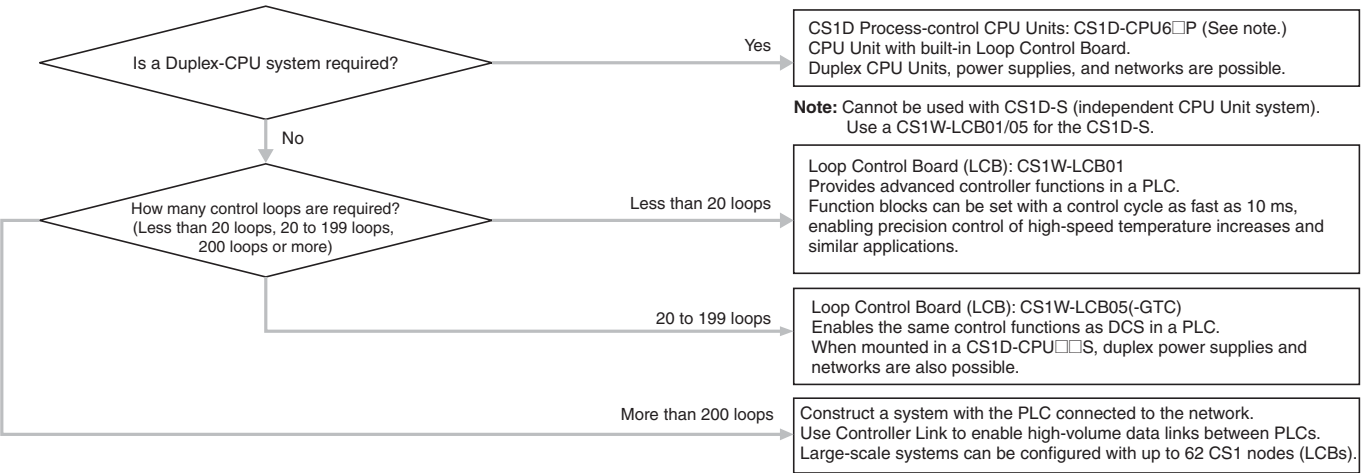 Is a Duplex-CPU system required?
Yes
CS1D Process-control CPU Units: CS1D-CPU6□P (See note.)
CPU Unit with built-in Loop Control Board.
Duplex CPU Units, power supplies, and networks are possible.
Note: Cannot be used with CS1D-S (independent CPU Unit system).
Use a CS1W-LCB01/05 for the CS1D-S.
No
How many control loops are required?
(Less than 20 loops, 20 to 199 loops,
200 loops or more)
Less than 20 loops
Loop Control Board (LCB): CS1W-LCB01
Provides advanced controller functions in a PLC.
Function blocks can be set with a control cycle as fast as 10 ms,
enabling precision control of high-speed temperature increases and
similar applications.
20 to 199 loops
Loop Control Board (LCB): CS1W-LCB05(-GTC)
Enables the same control functions as DCS in a PLC.
When mounted in a CS1D-CPU□□S, duplex power supplies and
networks are also possible.
More than 200 loops
Construct a system with the PLC connected to the network.
Use Controller Link to enable high-volume data links between PLCs.
Large-scale systems can be configured with up to 62 CS1 nodes (LCBs).